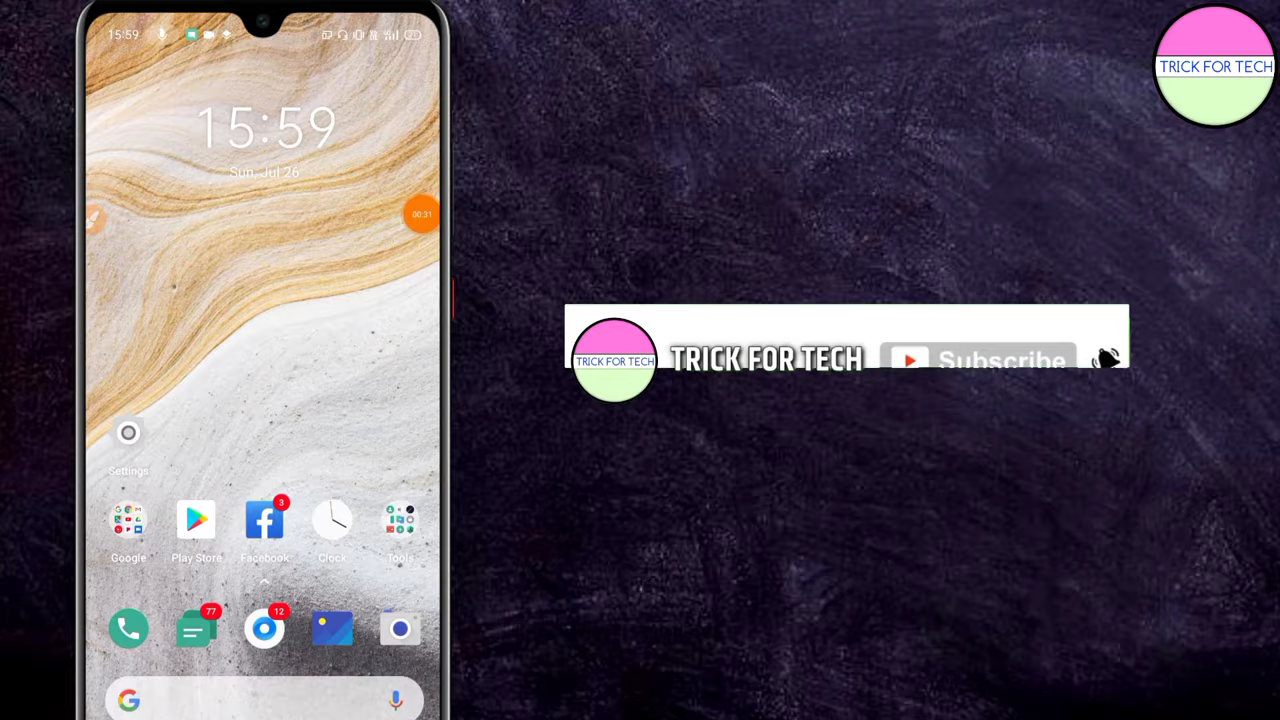 15:59
TRICK FOR TECH
15:59
Sun, Jul 26
00:31
TRICK FOR TECH
TRICK FOR TECH
Subscribe
Settings
3
Google
Play Store
Facebook
Clock
Tools
77
12